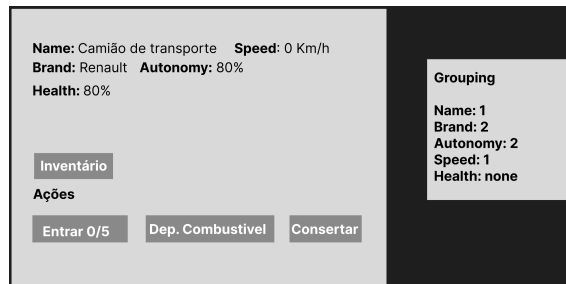 Name: Camião de transporte Speed: 0 Km/h
Brand: Renault Autonomy: 80%
Health: 80%
Inventário
Ações
Entrar 0/5 Dep. Combustivel Consertar
Grouping
Name: 1
Brand: 2
Autonomy: 2
Speed: 1
Health: none